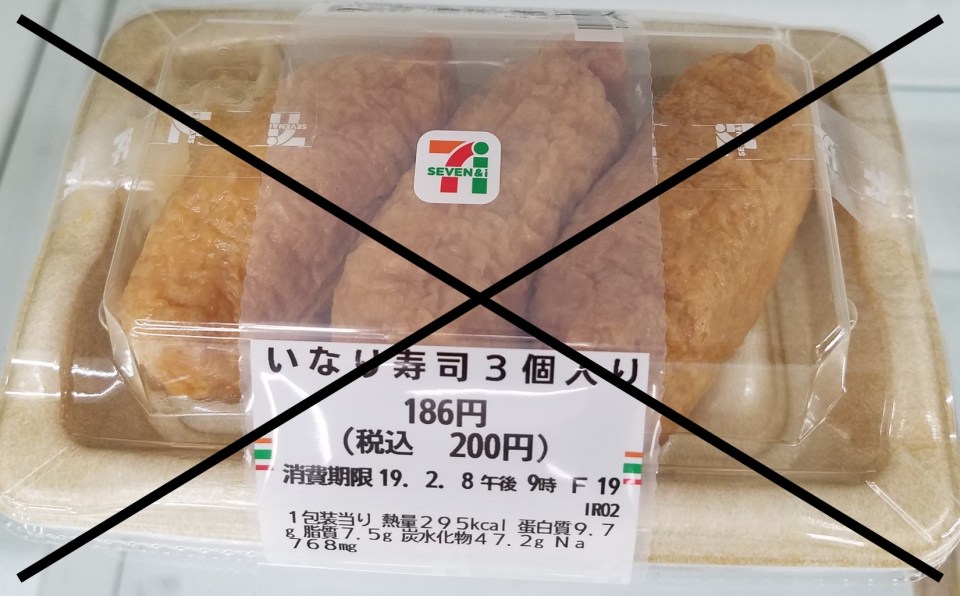 SEVEN&i
いなり寿司3個入り
186円
(税込 200円)
消費期限 19. 2. 8 午後 9時 F 19
IR02
1包装当り 熱量295kcal 蛋白質9.7
g 脂質7.5g 炭水化物47.2g Na
768mg